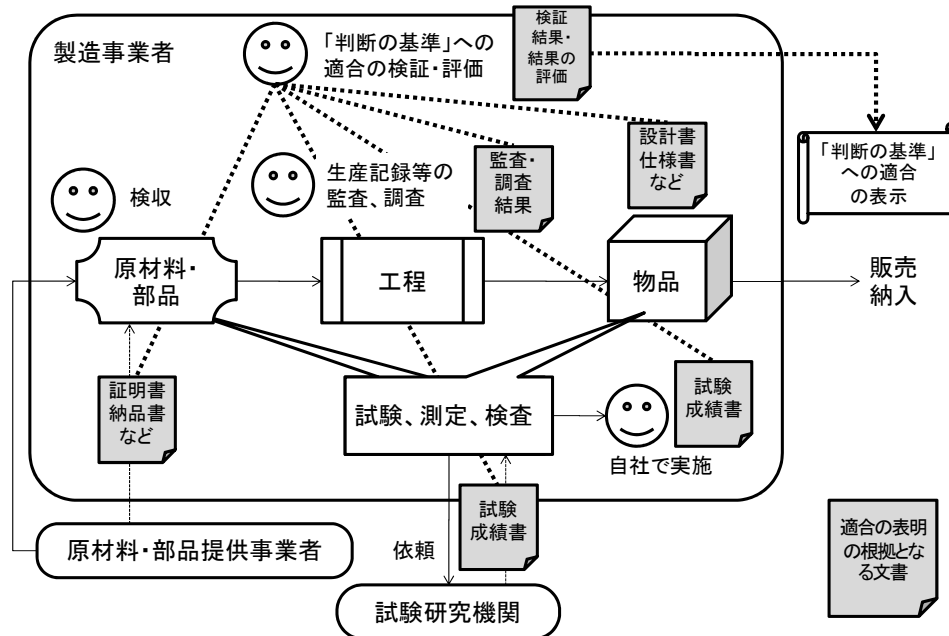 製造事業者
「判断の基準」への
適合の検証・評価
検証
結果・
結果の
評価
設計書
仕様書
など
「判断の基準」
への適合
の表示
検収
生産記録等の
監査、調査
監査・
調査
結果
原材料・
部品
工程
物品
販売
納入
証明書
納品書
など
試験、測定、検査
自社で実施
試験
成績書
試験
成績書
原材料・部品提供事業者
依頼
試験研究機関
適合の表明
の根拠とな
る文書